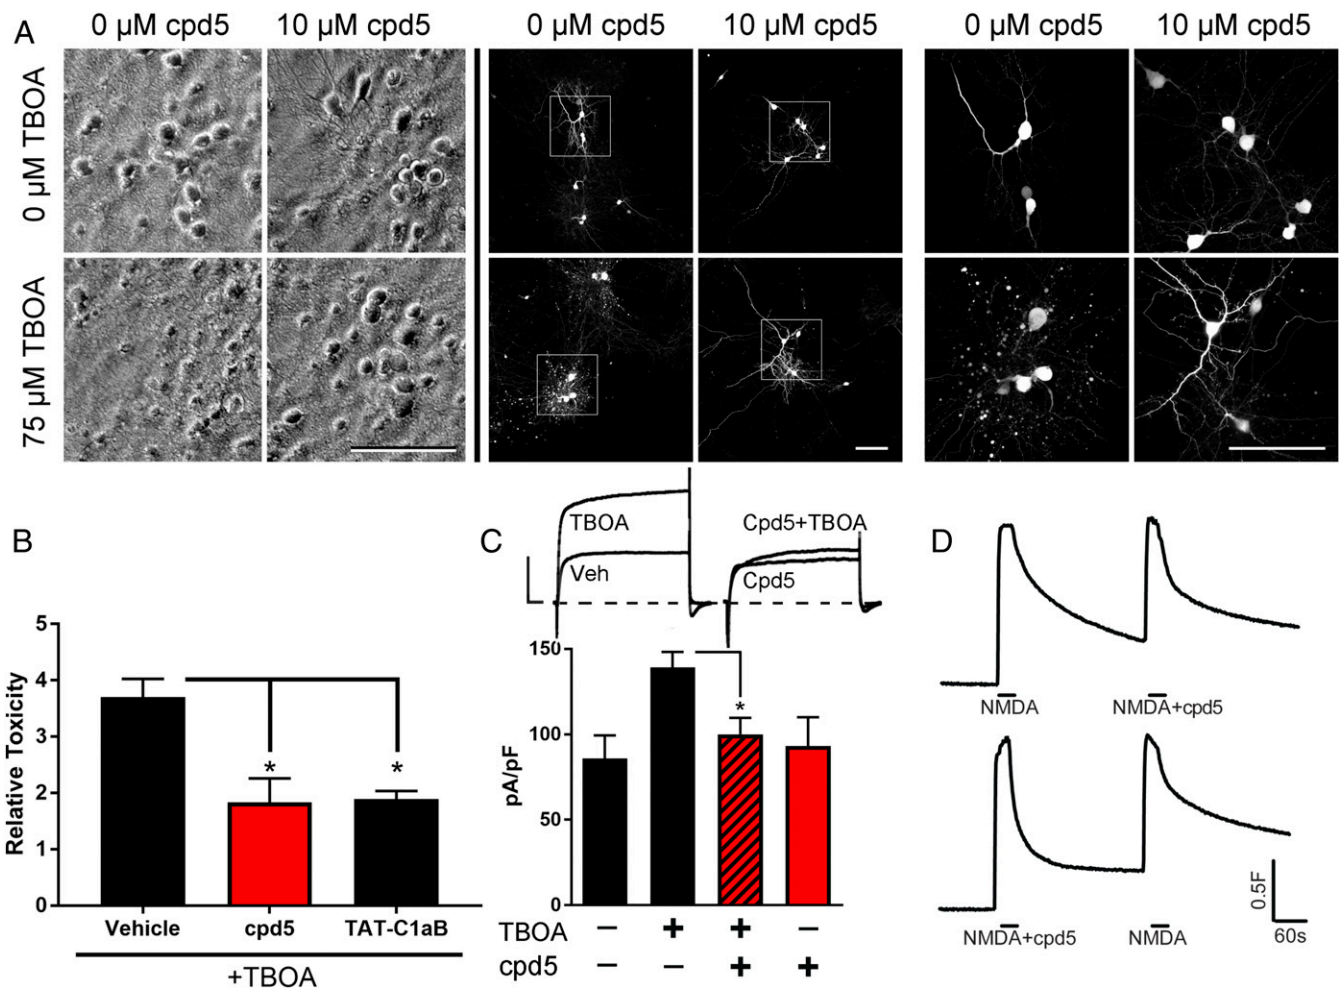 A
0 µM cpd5
10 µM cpd5
0 µM cpd5
10 µM cpd5
0 µM cpd5
10 µM cpd5
0 µM TBOA
75 µM TBOA
B
Relative Toxicity
5
4
3
2
1
0
*
*
Vehicle
cpd5
TAT-C1aB
+TBOA
C
TBOA
Veh
Cpd5+TBOA
Cpd5
pA/pF
150
100
50
0
*
TBOA − + + −
cpd5 − − + +
D
NMDA
NMDA+cpd5
NMDA+cpd5
NMDA
0.5F
60s